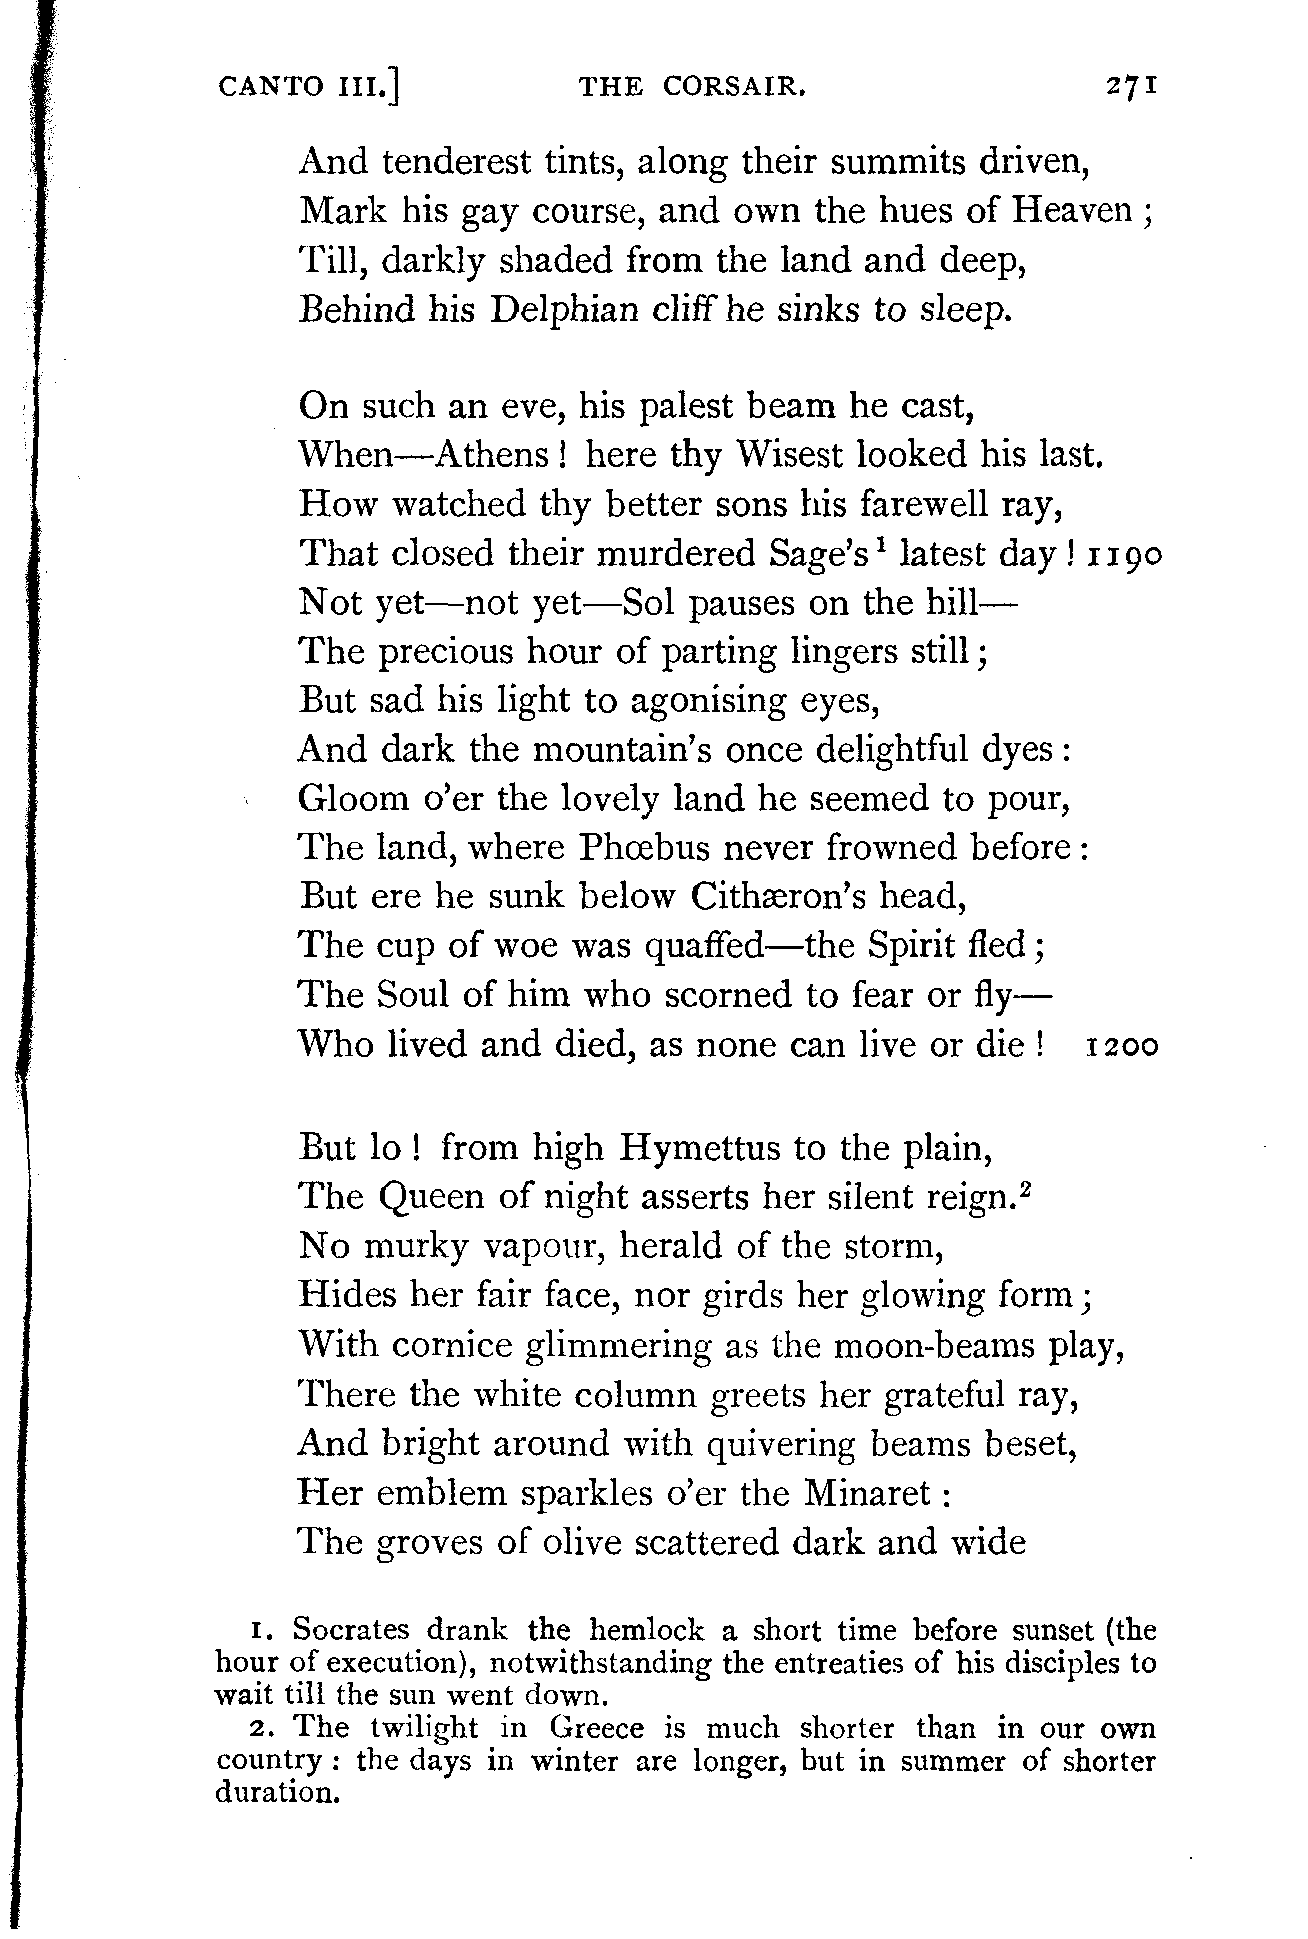 CANTO III.] THE CORSAIR. 271
And tenderest tints, along their summits driven,
Mark his gay course, and own the hues of Heaven ;
Till, darkly shaded from the land and deep,
Behind his Delphian cliff he sinks to sleep.
On such an eve, his palest beam he cast,
When—Athens ! here thy Wisest looked his last.
How watched thy better sons his farewell ray,
That closed their murdered Sage's ¹ latest day ! 1190
Not yet—not yet—Sol pauses on the hill—
The precious hour of parting lingers still ;
But sad his light to agonising eyes,
And dark the mountain's once delightful dyes :
Gloom o'er the lovely land he seemed to pour,
The land, where Phœbus never frowned before :
But ere he sunk below Cithæron's head,
The cup of woe was quaffed—the Spirit fled ;
The Soul of him who scorned to fear or fly—
Who lived and died, as none can live or die ! 1200
But lo ! from high Hymettus to the plain,
The Queen of night asserts her silent reign.²
No murky vapour, herald of the storm,
Hides her fair face, nor girds her glowing form ;
With cornice glimmering as the moon-beams play,
There the white column greets her grateful ray,
And bright around with quivering beams beset,
Her emblem sparkles o'er the Minaret :
The groves of olive scattered dark and wide
1. Socrates drank the hemlock a short time before sunset (the
hour of execution), notwithstanding the entreaties of his disciples to
wait till the sun went down.
2. The twilight in Greece is much shorter than in our own
country : the days in winter are longer, but in summer of shorter
duration.